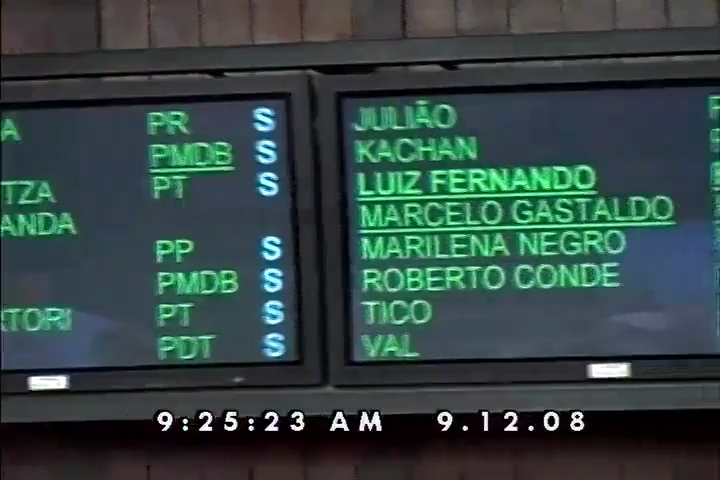 PR S
PMDB S
TZA PT S
ANDA
PP S
PMDB S
TORI PT S
PDT S
JULIÃO
KACHAN
LUIZ FERNANDO
MARCELO GASTALDO
MARILENA NEGRO
ROBERTO CONDE
TICO
VAL
9:25:23 AM 9.12.08